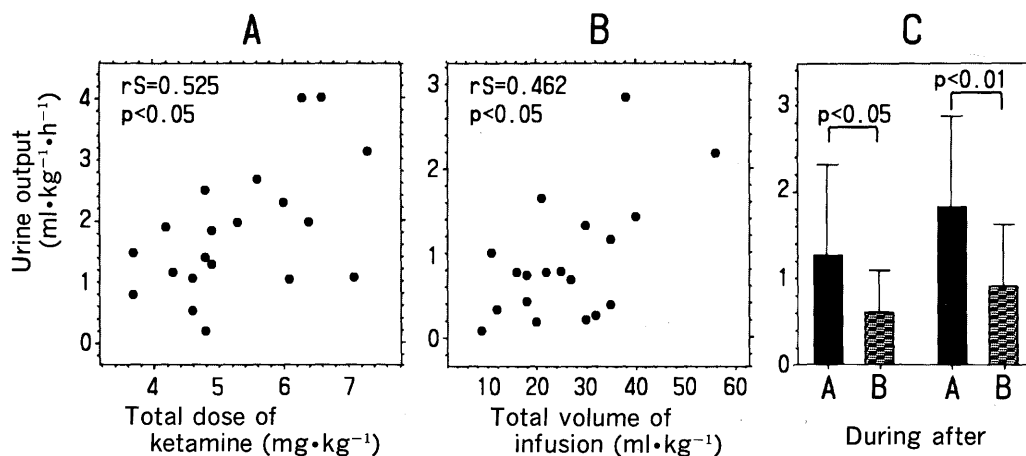 A
rS=0.525
p<0.05
4
3
2
1
0
Urine output
(ml•kg⁻¹•h⁻¹)
4 5 6 7
Total dose of
ketamine (mg•kg⁻¹)
B
rS=0.462
p<0.05
3
2
1
0
10 20 30 40 50 60
Total volume of
infusion (ml•kg⁻¹)
C
p<0.01
p<0.05
3
2
1
0
A B A B
During after